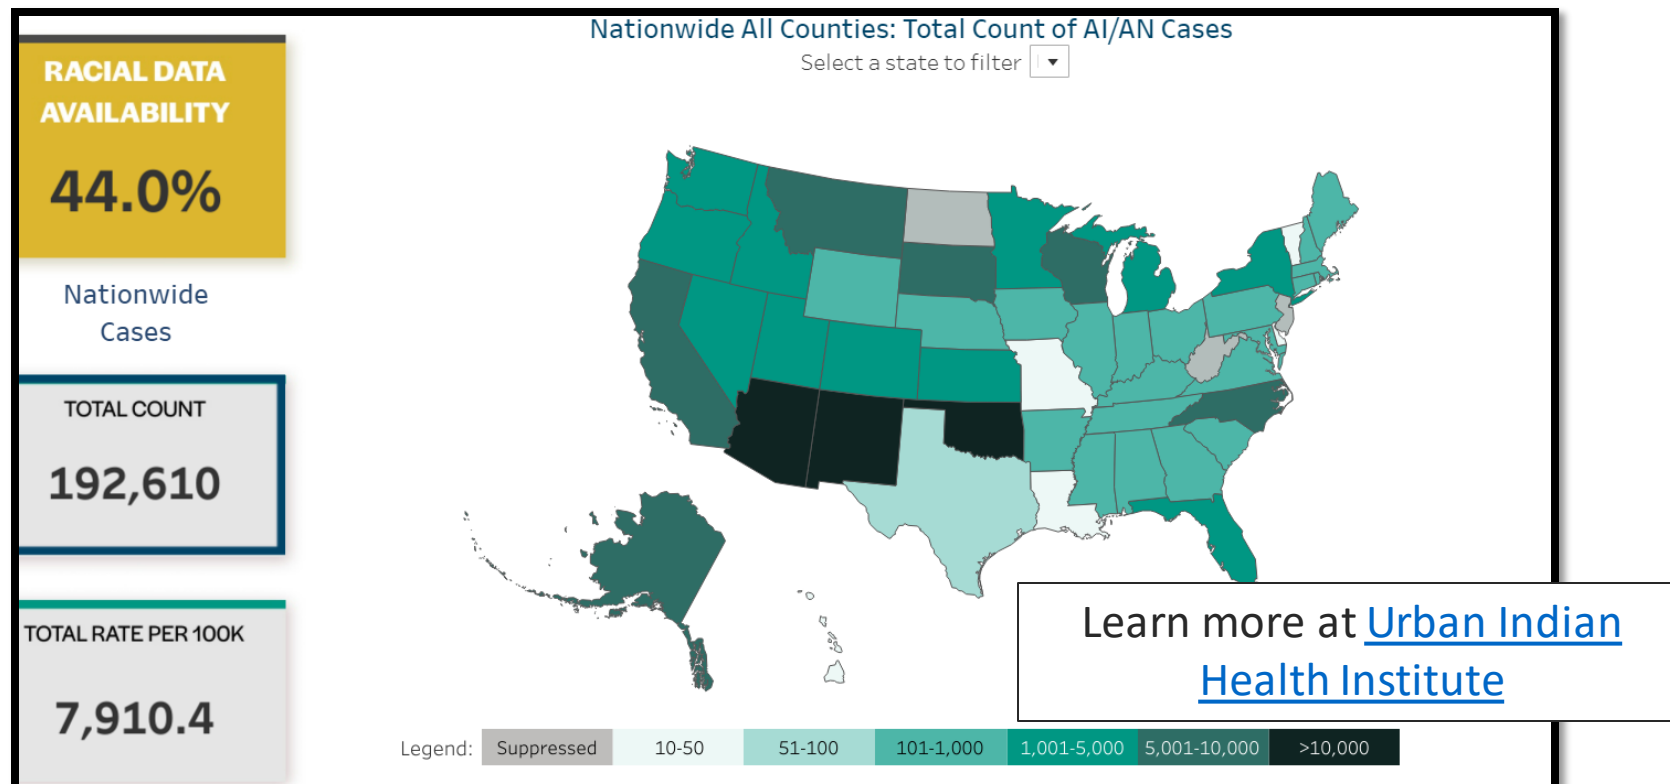 Nationwide All Counties: Total Count of AI/AN Cases
Select a state to filter
RACIAL DATA
AVAILABILITY
44.0%
Nationwide
Cases
TOTAL COUNT
192,610
TOTAL RATE PER 100K
7,910.4
Learn more at Urban Indian
Health Institute
Legend: Suppressed 10-50 51-100 101-1,000 1,001-5,000 5,001-10,000 >10,000